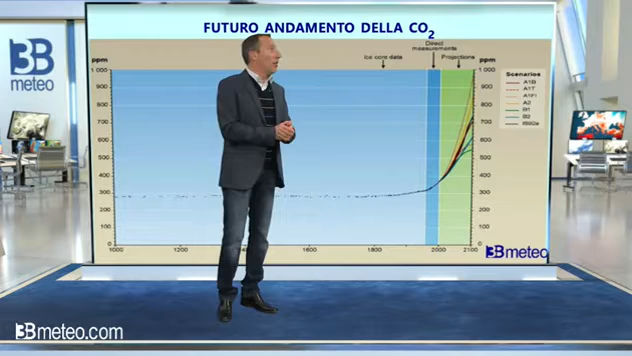 3B
meteo
FUTURO ANDAMENTO DELLA CO2
Ice core data
Direct
measurements
Projections
ppm
ppm
1 000
900
800
700
600
500
400
300
200
100
0
1000
1200
1600
1800
2000
2100
1 000
900
800
700
600
500
400
300
200
100
0
Scenarios
A1B
A1T
A1FI
A2
B1
B2
IS92a
3Bmeteo
3Bmeteo.com